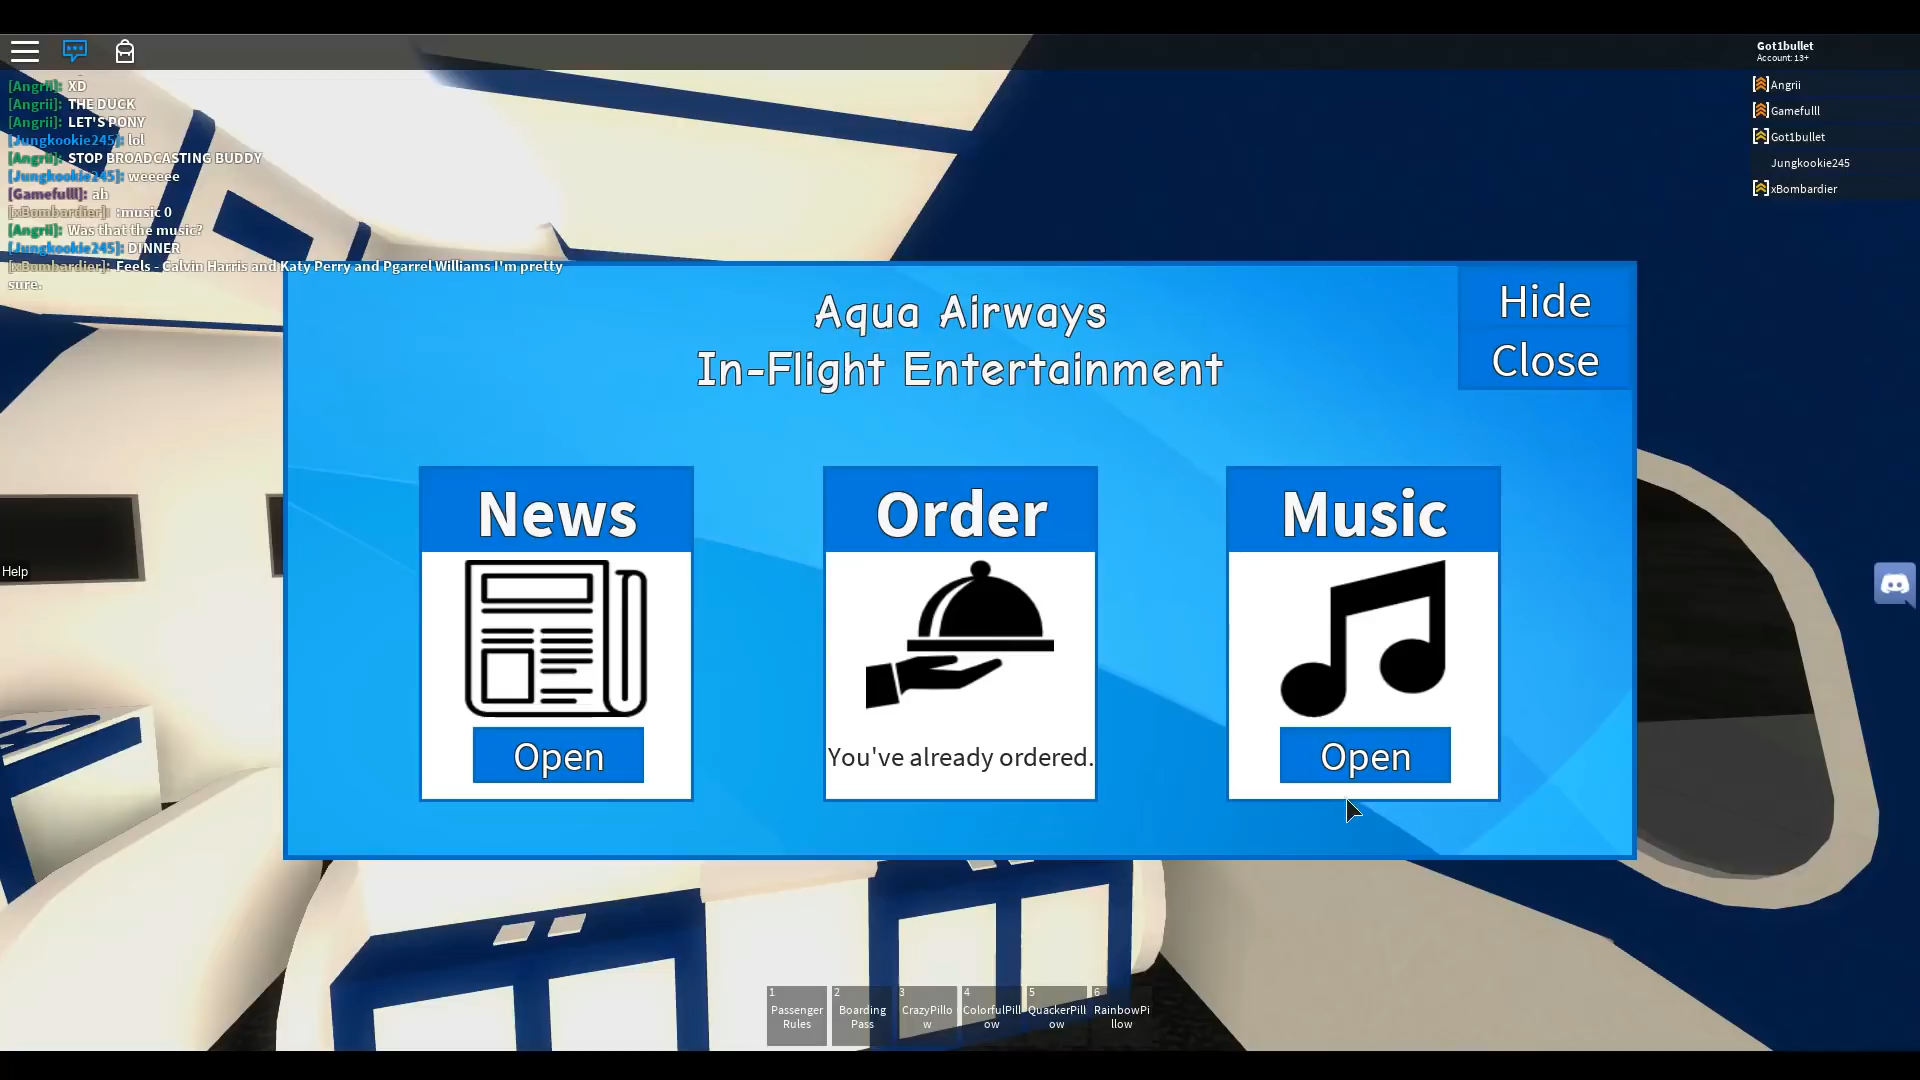 Got1bullet
Account: 13+
Angrii
Gamefulll
Got1bullet
Jungkookie245
xBombardier
[Angrii]: XD
[Angrii]: THE DUCK
[Angrii]: LET'S PONY
[Jungkookie245]: lol
[Angrii]: STOP BROADCASTING BUDDY
[Jungkookie245]: weeeee
[Gamefulll]: ah
[xBombardier]: :music 0
[Angrii]: Was that the music?
[Jungkookie245]: DINNER
[xBombardier]: Feels - Calvin Harris and Katy Perry and Pgarrel Williams I'm pretty
sure.
Aqua Airways
In-Flight Entertainment
Hide
Close
News
Open
Order
You've already ordered.
Music
Open
Help
1
Passenger
Rules
2
Boarding
Pass
3
CrazyPillo
w
4
ColorfulPill
ow
5
QuackerPill
ow
6
RainbowPi
llow